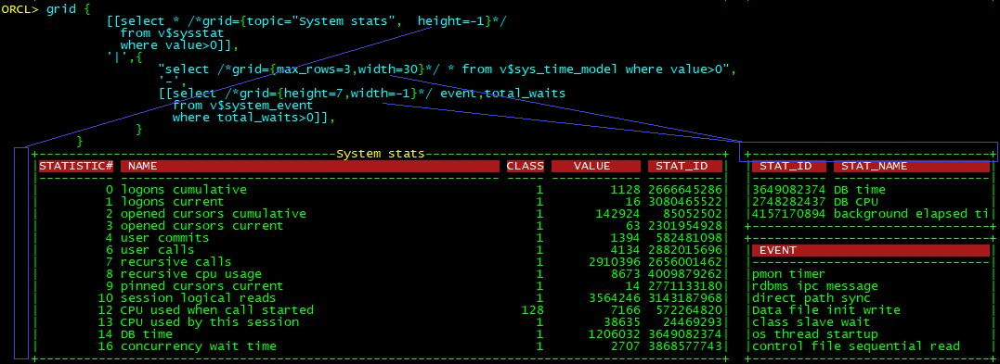 ORCL> grid {
[[select * /*grid={topic="System stats", height=-1}*/
from v$sysstat
where value>0]],
'|',{
"select /*grid={max_rows=3,width=30}*/ * from v$sys_time_model where value>0",
'-',
[[select /*grid={height=7,width=-1}*/ event,total_waits
from v$system_event
where total_waits>0]],
}
}
System stats
STATISTIC# NAME CLASS VALUE STAT_ID
0 logons cumulative 1 1128 2666645286
1 logons current 1 16 3080465522
2 opened cursors cumulative 1 142924 85052502
3 opened cursors current 1 63 2301954928
4 user commits 1 1394 582481098
6 user calls 1 4134 2882015696
7 recursive calls 1 2910396 2656001462
8 recursive cpu usage 1 8673 4009879262
9 pinned cursors current 1 14 2771133180
10 session logical reads 1 3564246 3143187968
12 CPU used when call started 128 7166 572264820
13 CPU used by this session 1 38635 24469293
14 DB time 1 1206032 3649082374
16 concurrency wait time 1 2707 3868577743
STAT_ID STAT_NAME
3649082374 DB time
2748282437 DB CPU
4157170894 background elapsed ti
EVENT
pmon timer
rdbms ipc message
direct path sync
Data file init write
class slave wait
os thread startup
control file sequential read